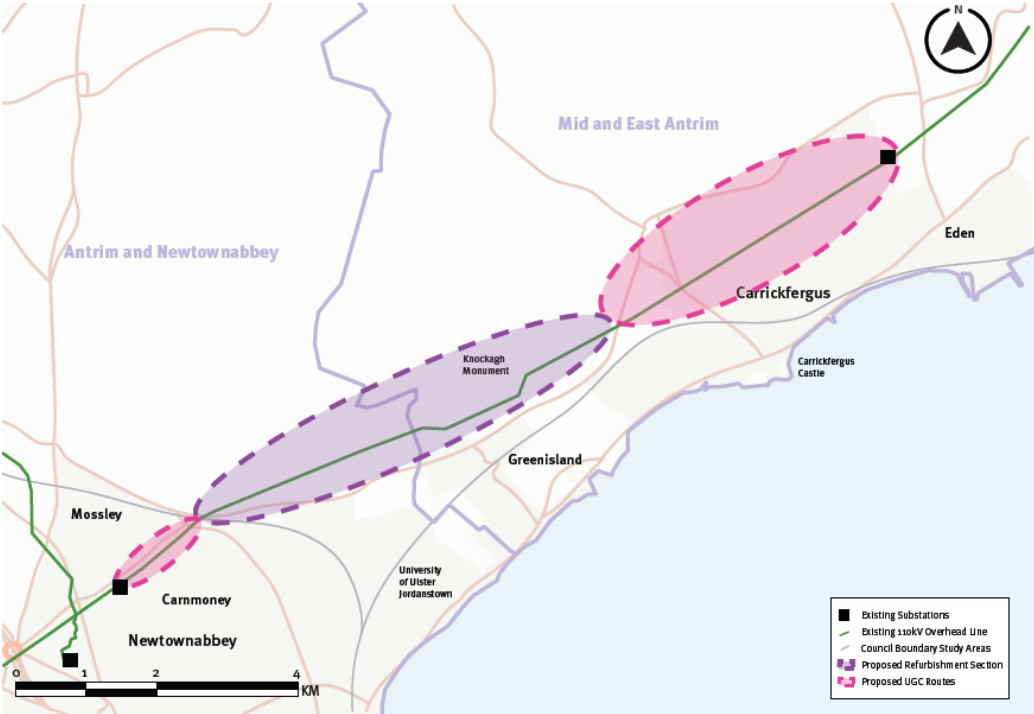 N
Mid and East Antrim
Antrim and Newtownabbey
Eden
Carrickfergus
Knockagh
Monument
Carrickfergus
Castle
Greenisland
Mossley
University
of Ulster
Jordanstown
Carnmoney
Newtownabbey
0 1 2 4
KM
Existing Substations
Existing 110kV Overhead Line
Council Boundary Study Areas
Proposed Refurbishment Section
Proposed UGC Routes